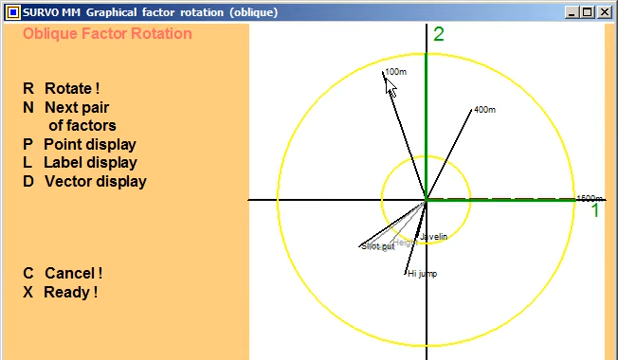 SURVO MM Graphical factor rotation (oblique)
Oblique Factor Rotation
R Rotate !
N Next pair
of factors
P Point display
L Label display
D Vector display
C Cancel !
X Ready !
2
100m
400m
1500m
1
Javelin
Height
Shot put
Hi jump